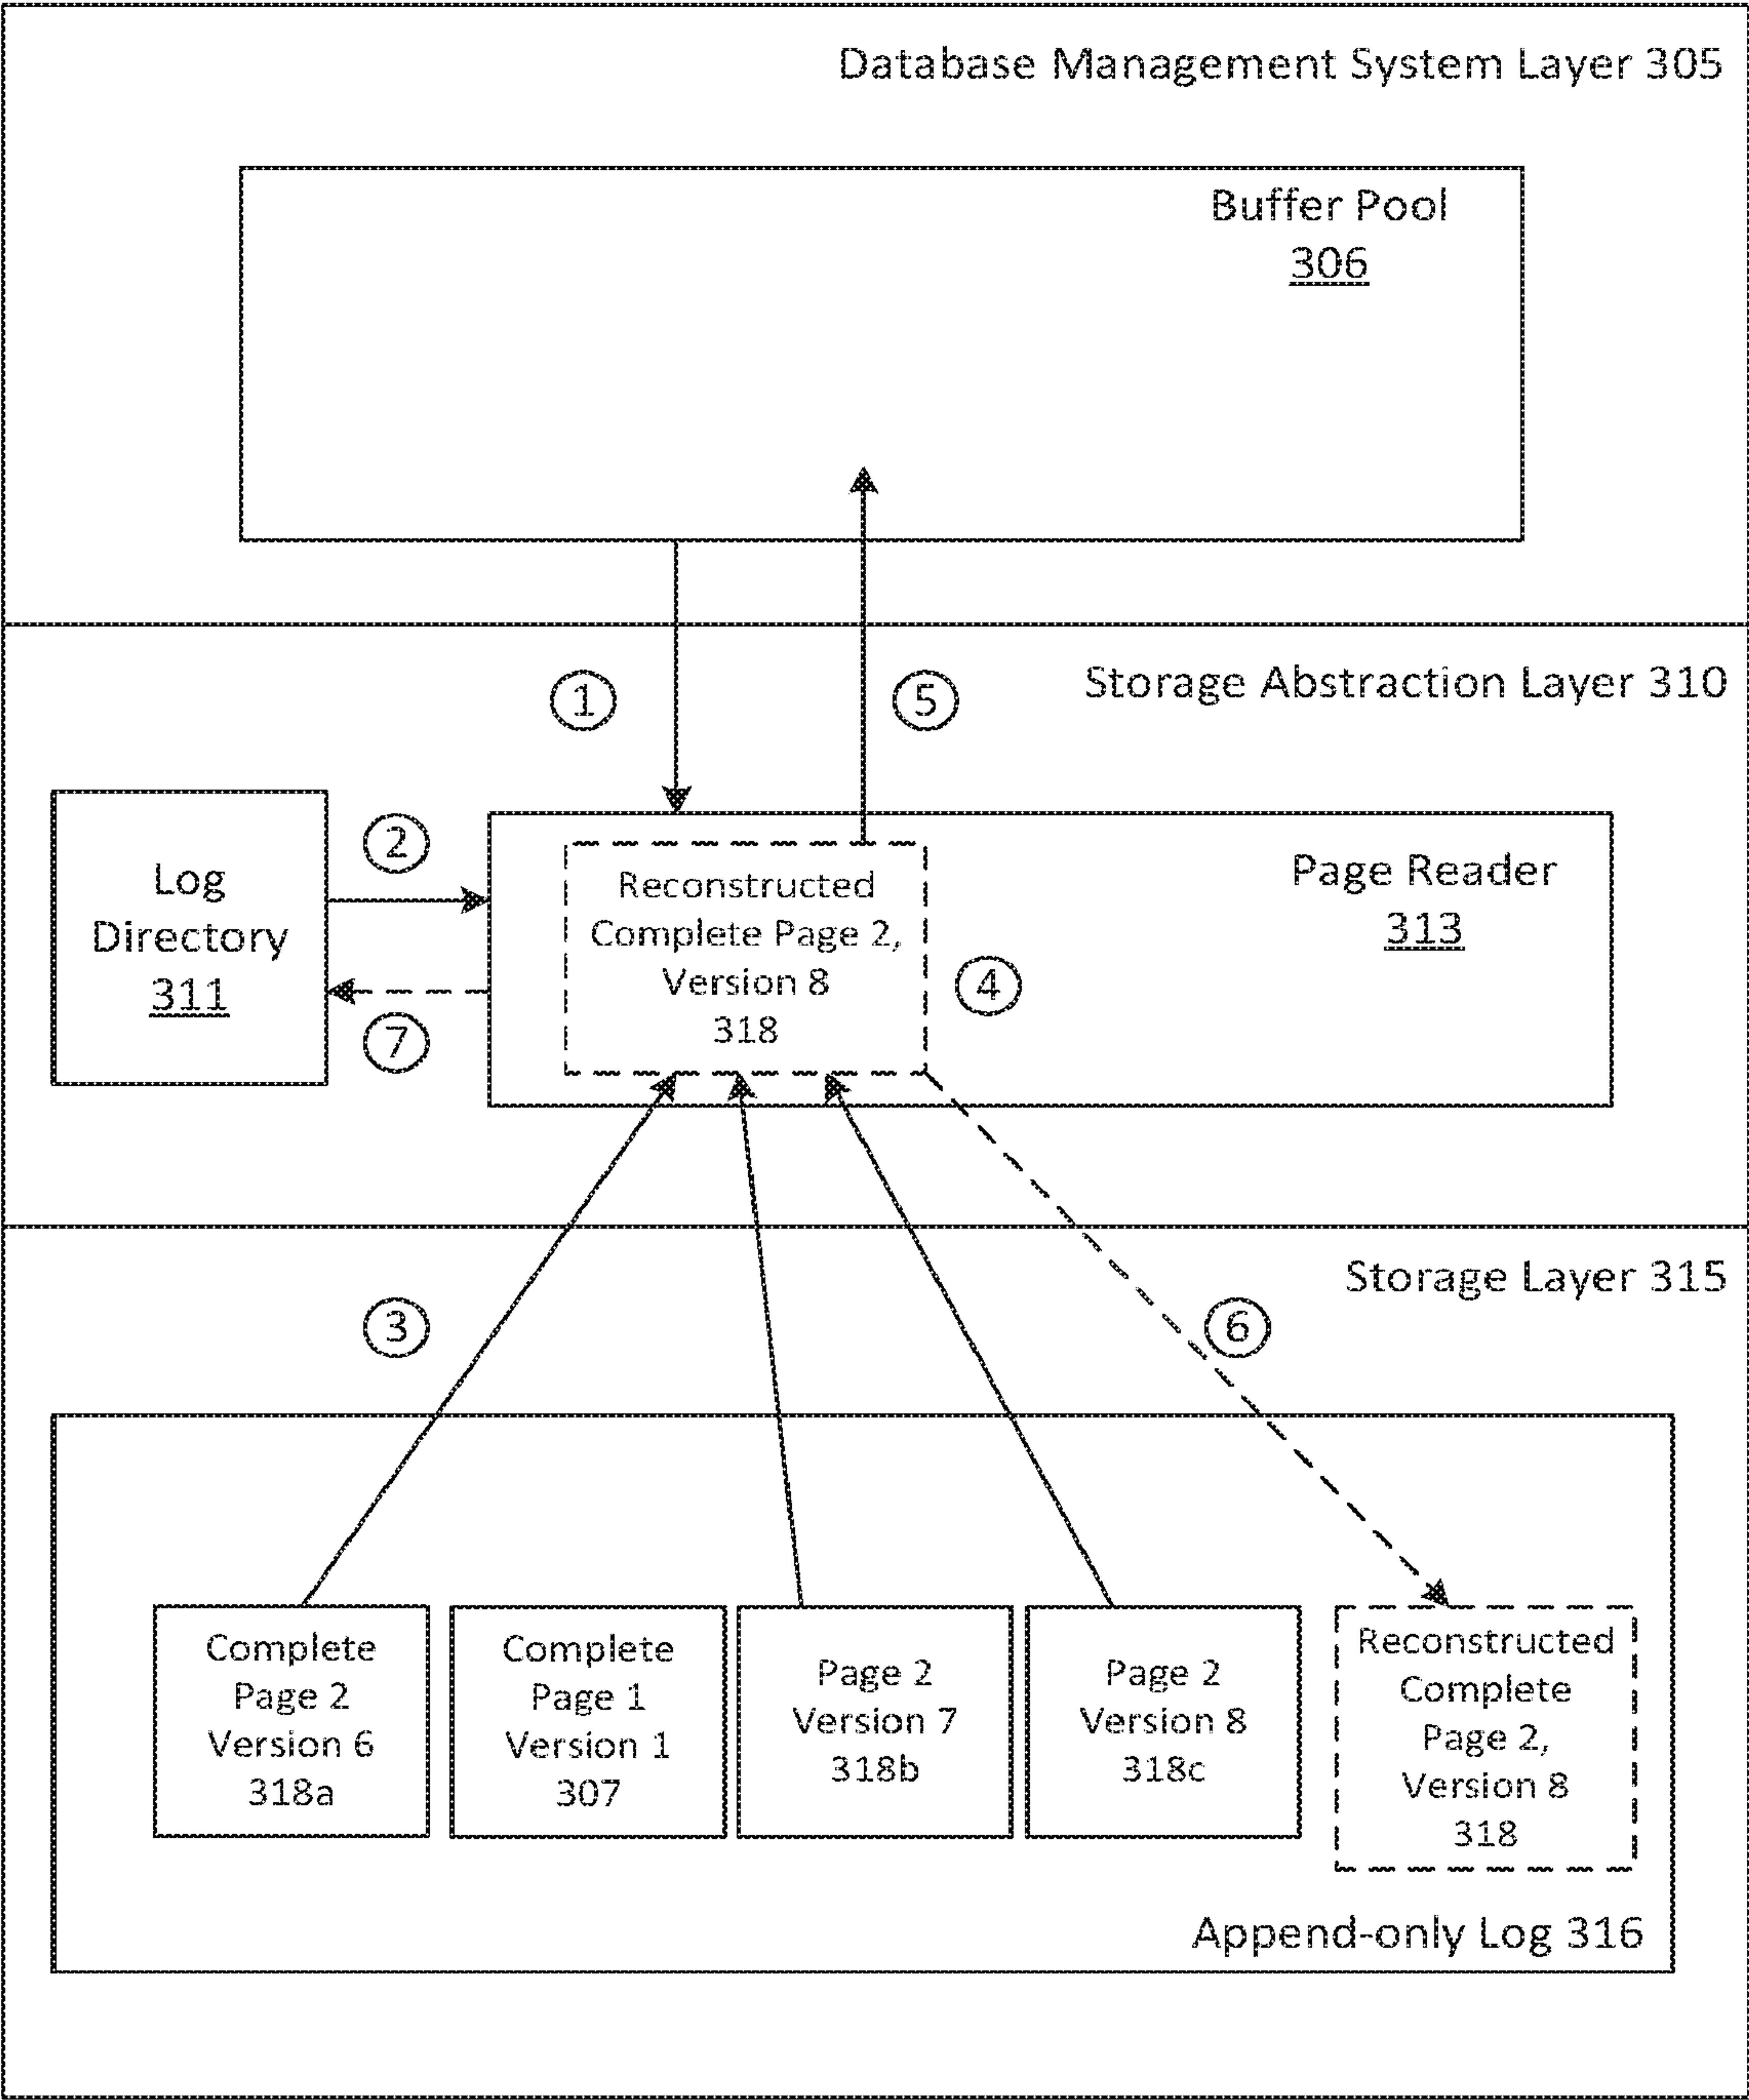 Database Management System Layer 305
Buffer Pool
306
1
5
Storage Abstraction Layer 310
2
Log
Directory
311
7
Reconstructed
Complete Page 2,
Version 8
318
4
Page Reader
313
Storage Layer 315
3
6
Complete
Page 2
Version 6
318a
Complete
Page 1
Version 1
307
Page 2
Version 7
318b
Page 2
Version 8
318c
Reconstructed
Complete
Page 2,
Version 8
318
Append-only Log 316